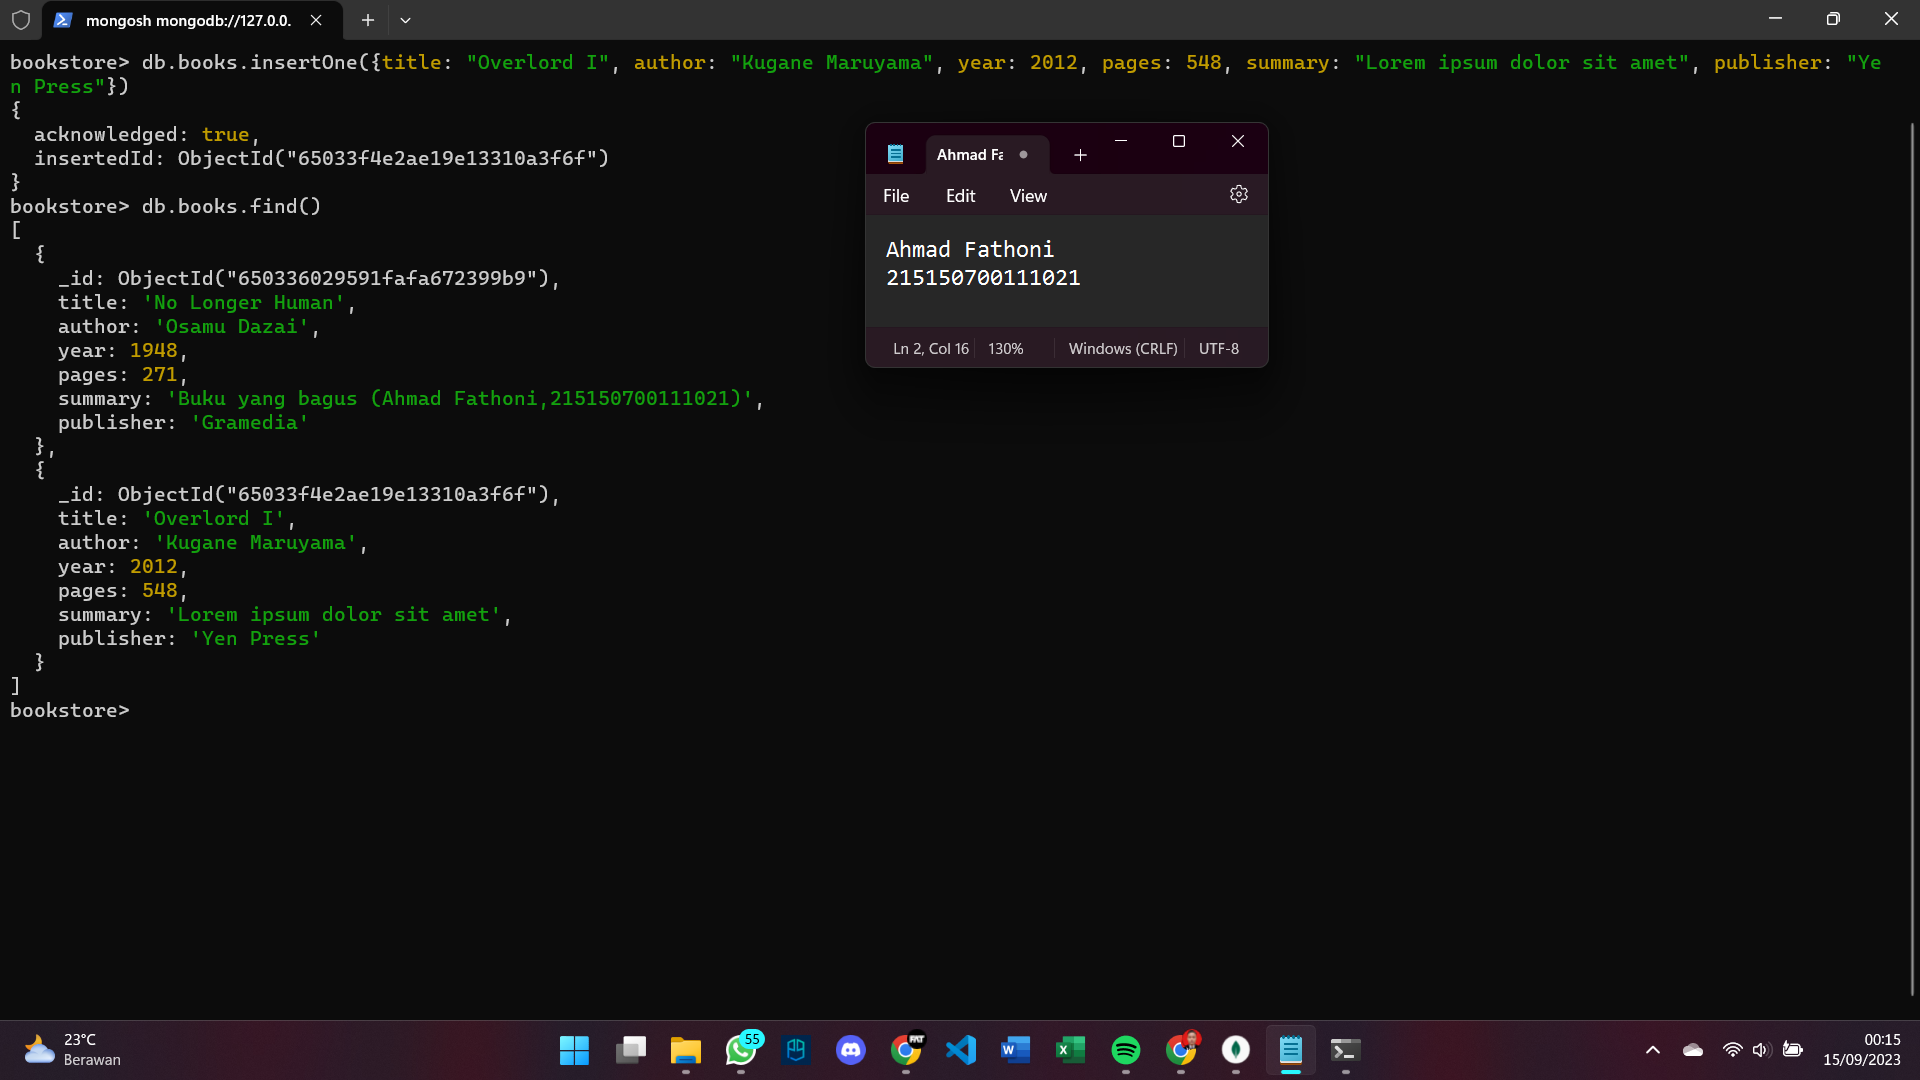 mongosh mongodb://127.0.0.
bookstore> db.books.insertOne({title: "Overlord I", author: "Kugane Maruyama", year: 2012, pages: 548, summary: "Lorem ipsum dolor sit amet", publisher: "Ye
n Press"})
{
  acknowledged: true,
  insertedId: ObjectId("65033f4e2ae19e13310a3f6f")
}
bookstore> db.books.find()
[
  {
    _id: ObjectId("650336029591fafa672399b9"),
    title: 'No Longer Human',
    author: 'Osamu Dazai',
    year: 1948,
    pages: 271,
    summary: 'Buku yang bagus (Ahmad Fathoni,215150700111021)',
    publisher: 'Gramedia'
  },
  {
    _id: ObjectId("65033f4e2ae19e13310a3f6f"),
    title: 'Overlord I',
    author: 'Kugane Maruyama',
    year: 2012,
    pages: 548,
    summary: 'Lorem ipsum dolor sit amet',
    publisher: 'Yen Press'
  }
]
bookstore>
Ahmad Fa
File Edit View
Ahmad Fathoni
215150700111021
Ln 2, Col 16 130% Windows (CRLF) UTF-8
23°C
Berawan
55
FAT
W
X
00:15
15/09/2023